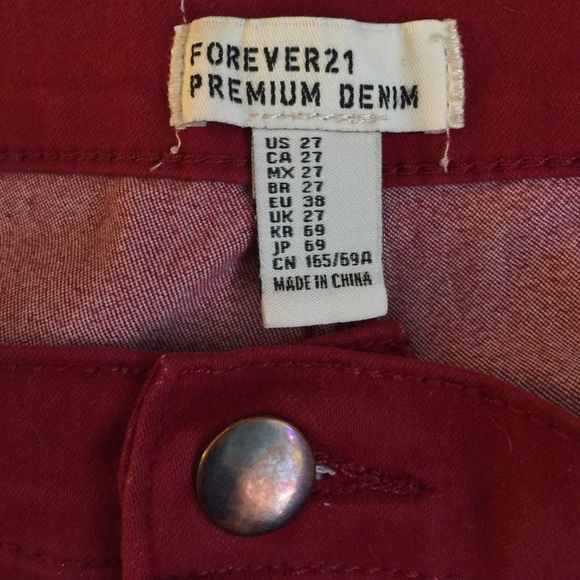 FOREVER21
PREMIUM DENIM
US 27
CA 27
MX 27
BR 27
EU 38
UK 27
KR 69
JP 69
CN 165/69A
MADE IN CHINA